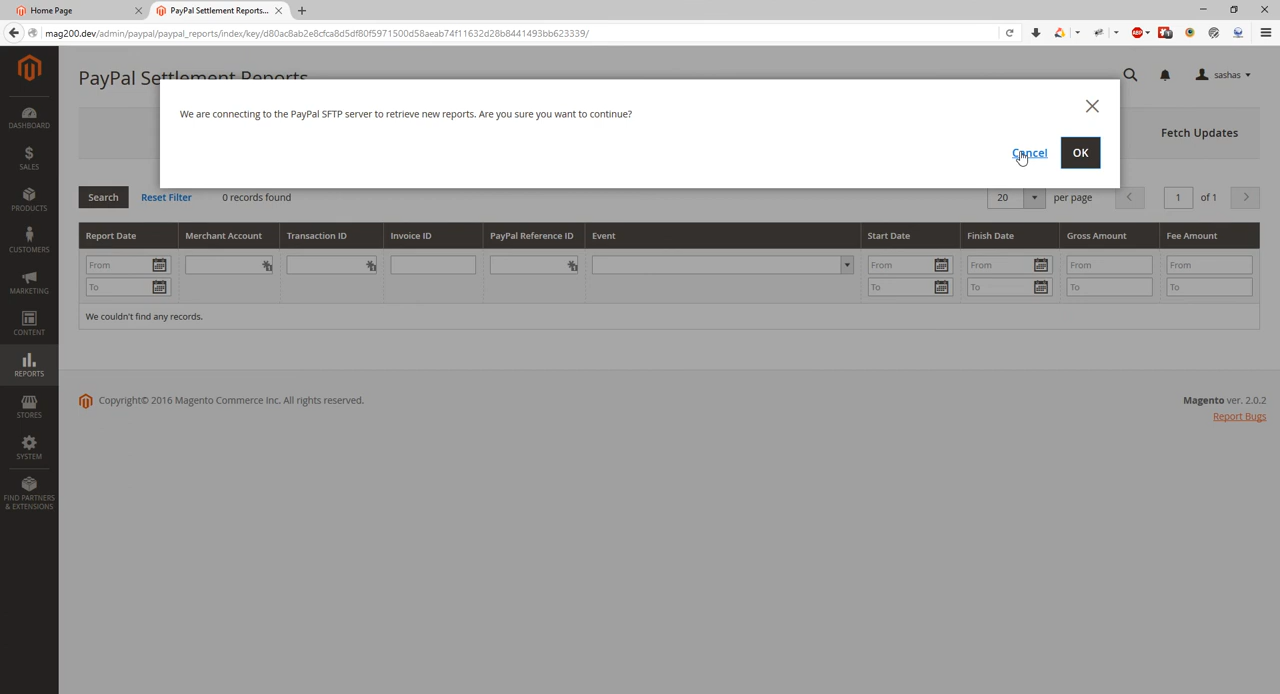 Home Page
PayPal Settlement Reports...
mag200.dev/admin/paypal/paypal_reports/index/key/d80ac8ab2e8cfca8d5df80f5971500d58aeab74f11632d28b8441493bb623339/
PayPal Settlement Reports
sashas
We are connecting to the PayPal SFTP server to retrieve new reports. Are you sure you want to continue?
Cancel
OK
Fetch Updates
DASHBOARD
$
SALES
PRODUCTS
CUSTOMERS
MARKETING
CONTENT
REPORTS
STORES
SYSTEM
FIND PARTNERS
& EXTENSIONS
Search
Reset Filter
0 records found
20
per page
1
of 1
Report Date
Merchant Account
Transaction ID
Invoice ID
PayPal Reference ID
Event
Start Date
Finish Date
Gross Amount
Fee Amount
From
From
From
From
From
To
To
To
To
To
We couldn't find any records.
Copyright© 2016 Magento Commerce Inc. All rights reserved.
Magento ver. 2.0.2
Report Bugs